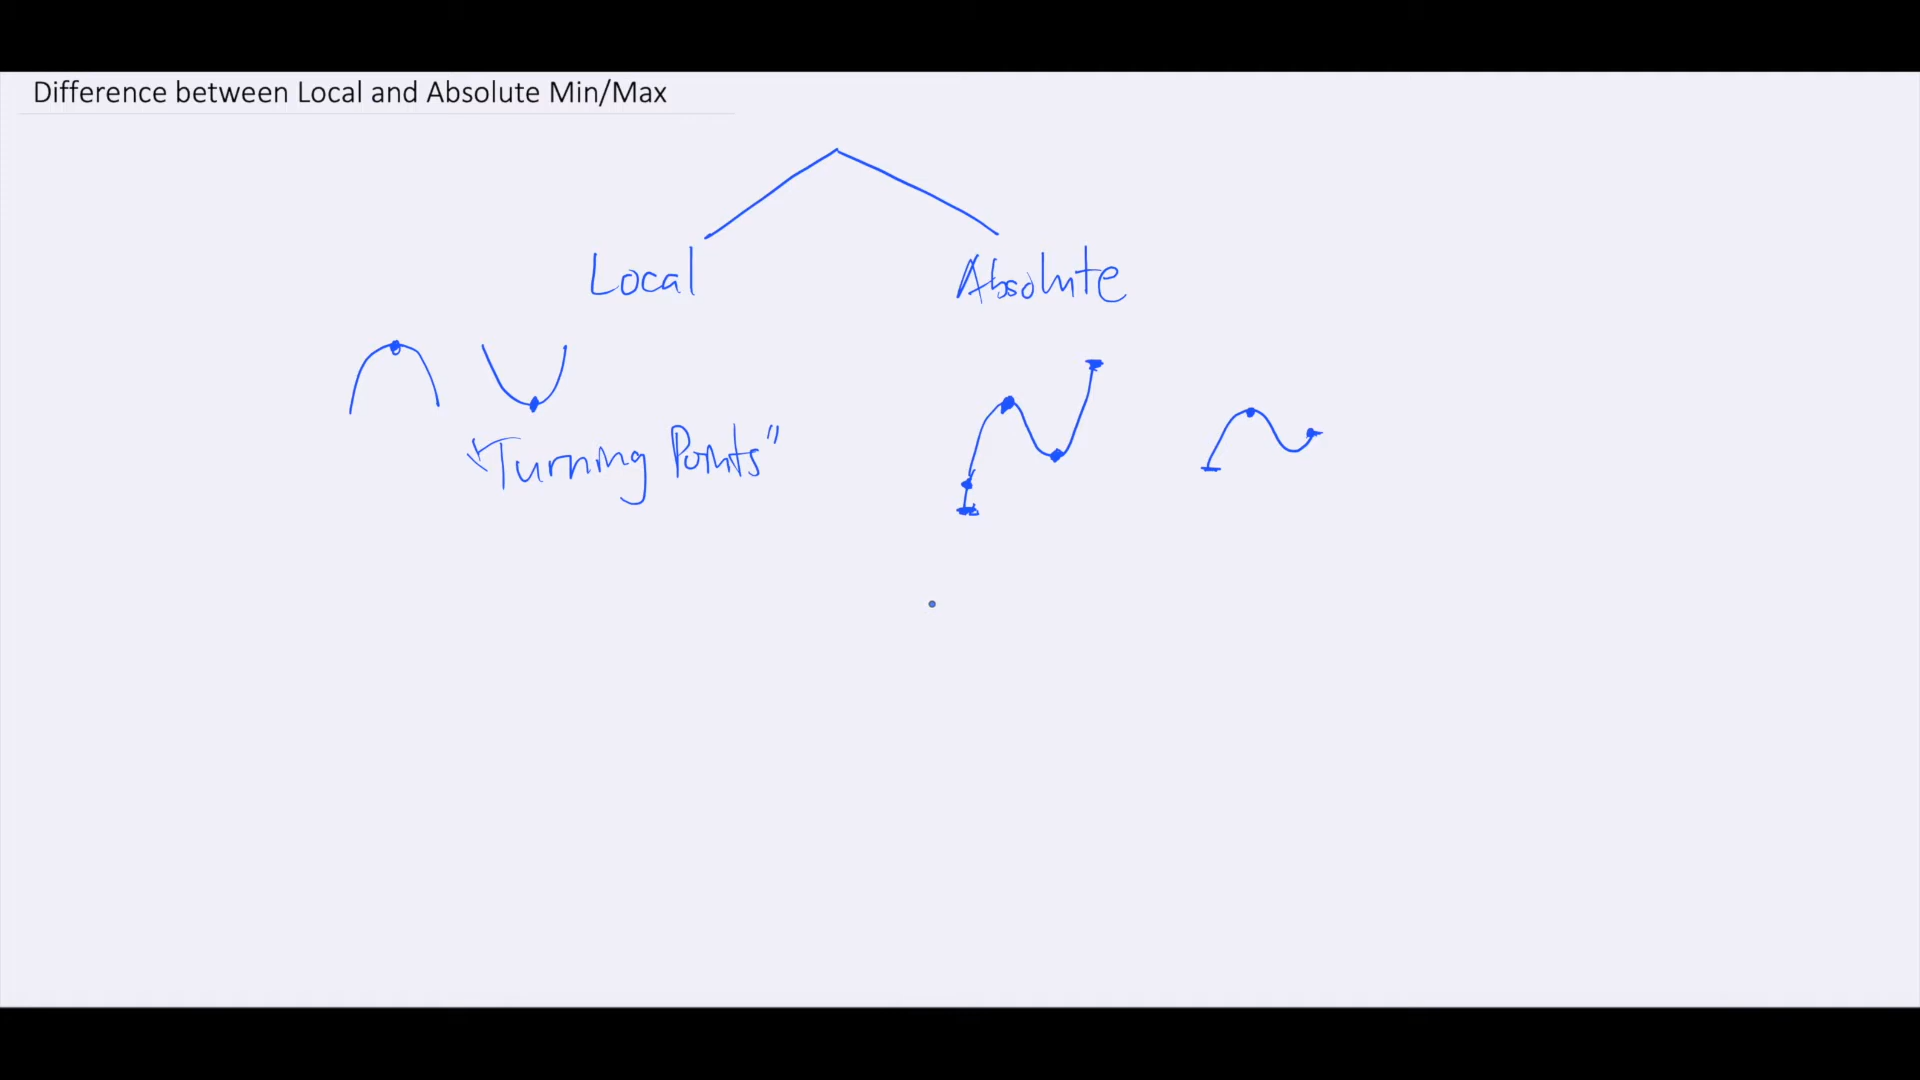 Difference between Local and Absolute Min/Max
Local
Absolute
"Turning Points"